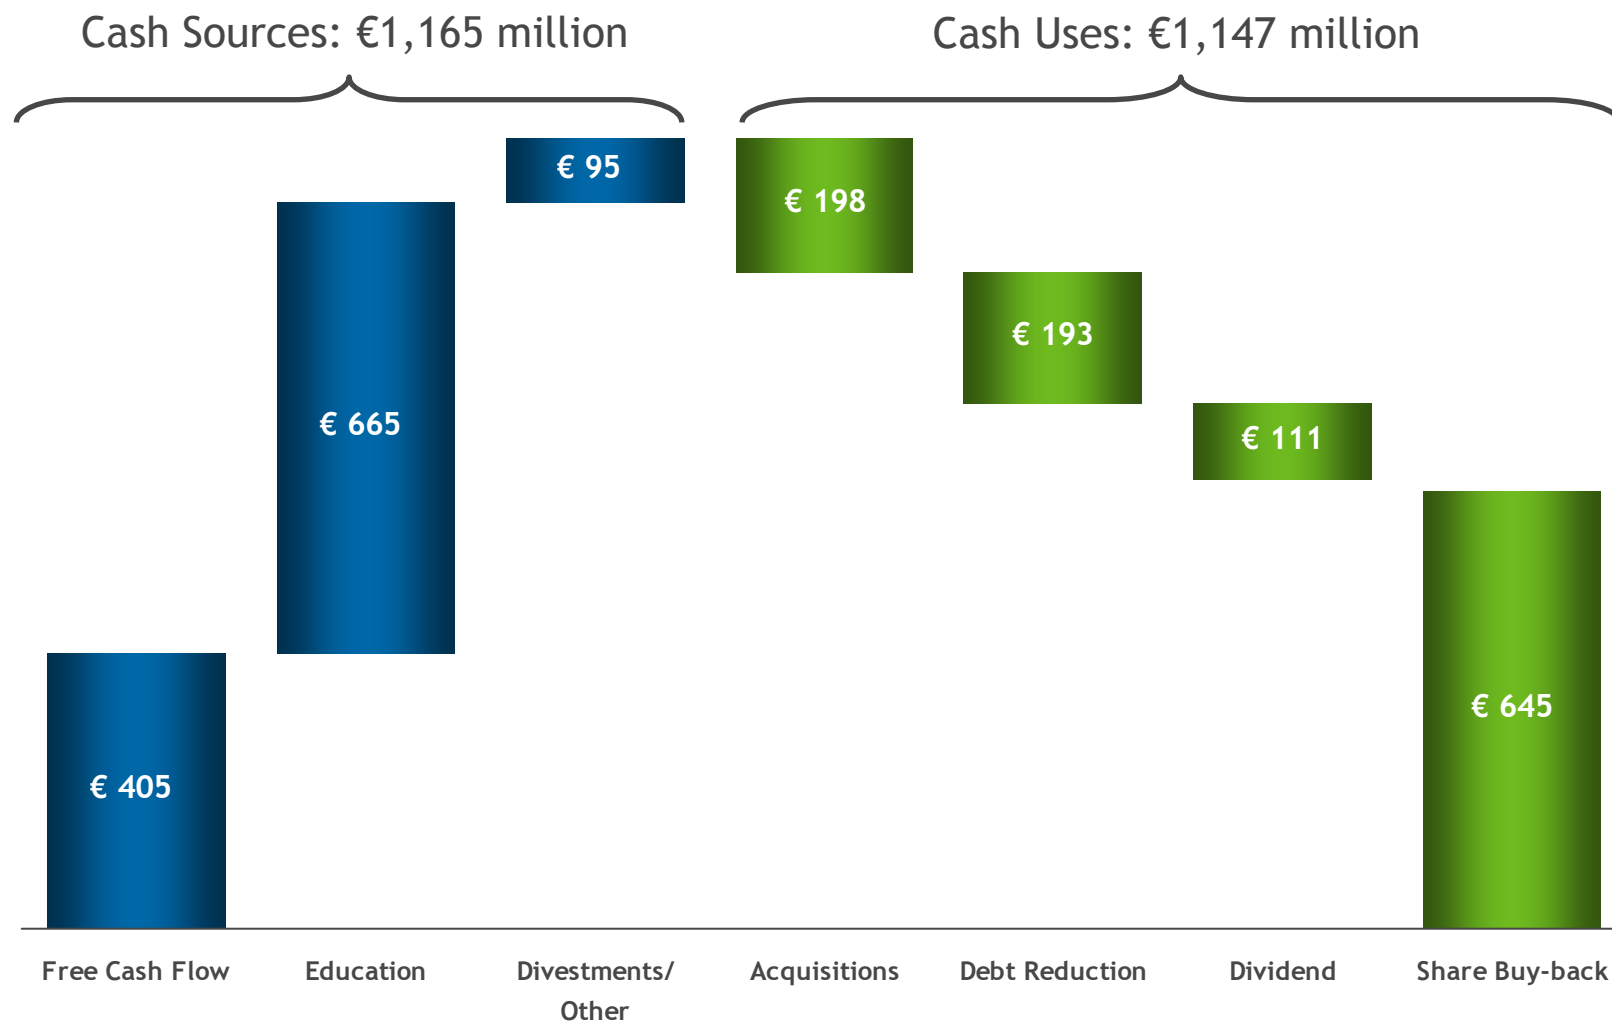 Cash Sources: €1,165 million
Cash Uses: €1,147 million
€ 95
€ 198
€ 193
€ 665
€ 111
€ 645
€ 405
Free Cash Flow
Education
Divestments/
Other
Acquisitions
Debt Reduction
Dividend
Share Buy-back